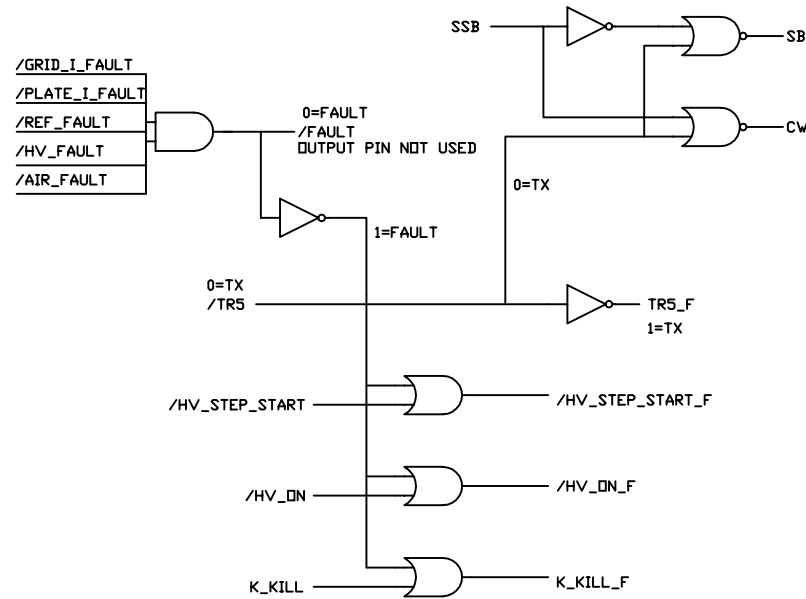 SSB
SB
/GRID_I_FAULT
/PLATE_I_FAULT
/REF_FAULT
/HV_FAULT
/AIR_FAULT
0=FAULT
/FAULT
OUTPUT PIN NOT USED
CW
0=TX
1=FAULT
0=TX
/TR5
TR5_F
1=TX
/HV_STEP_START
/HV_STEP_START_F
/HV_ON
/HV_ON_F
K_KILL
K_KILL_F